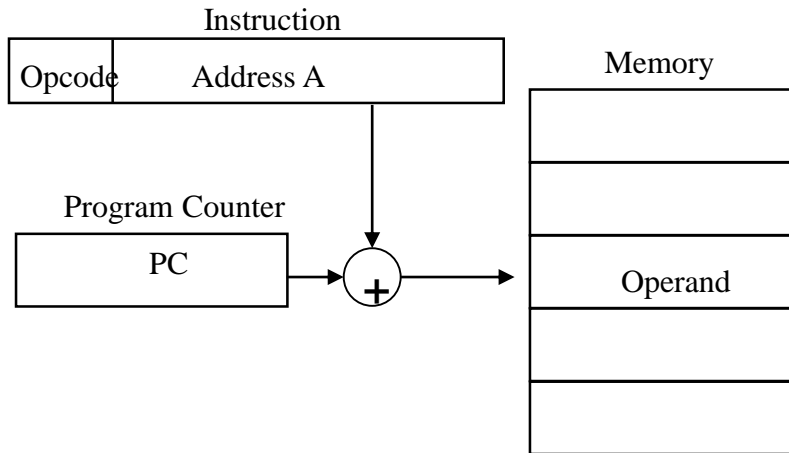 Instruction
Opcode Address A
Memory
Program Counter
PC
+
Operand